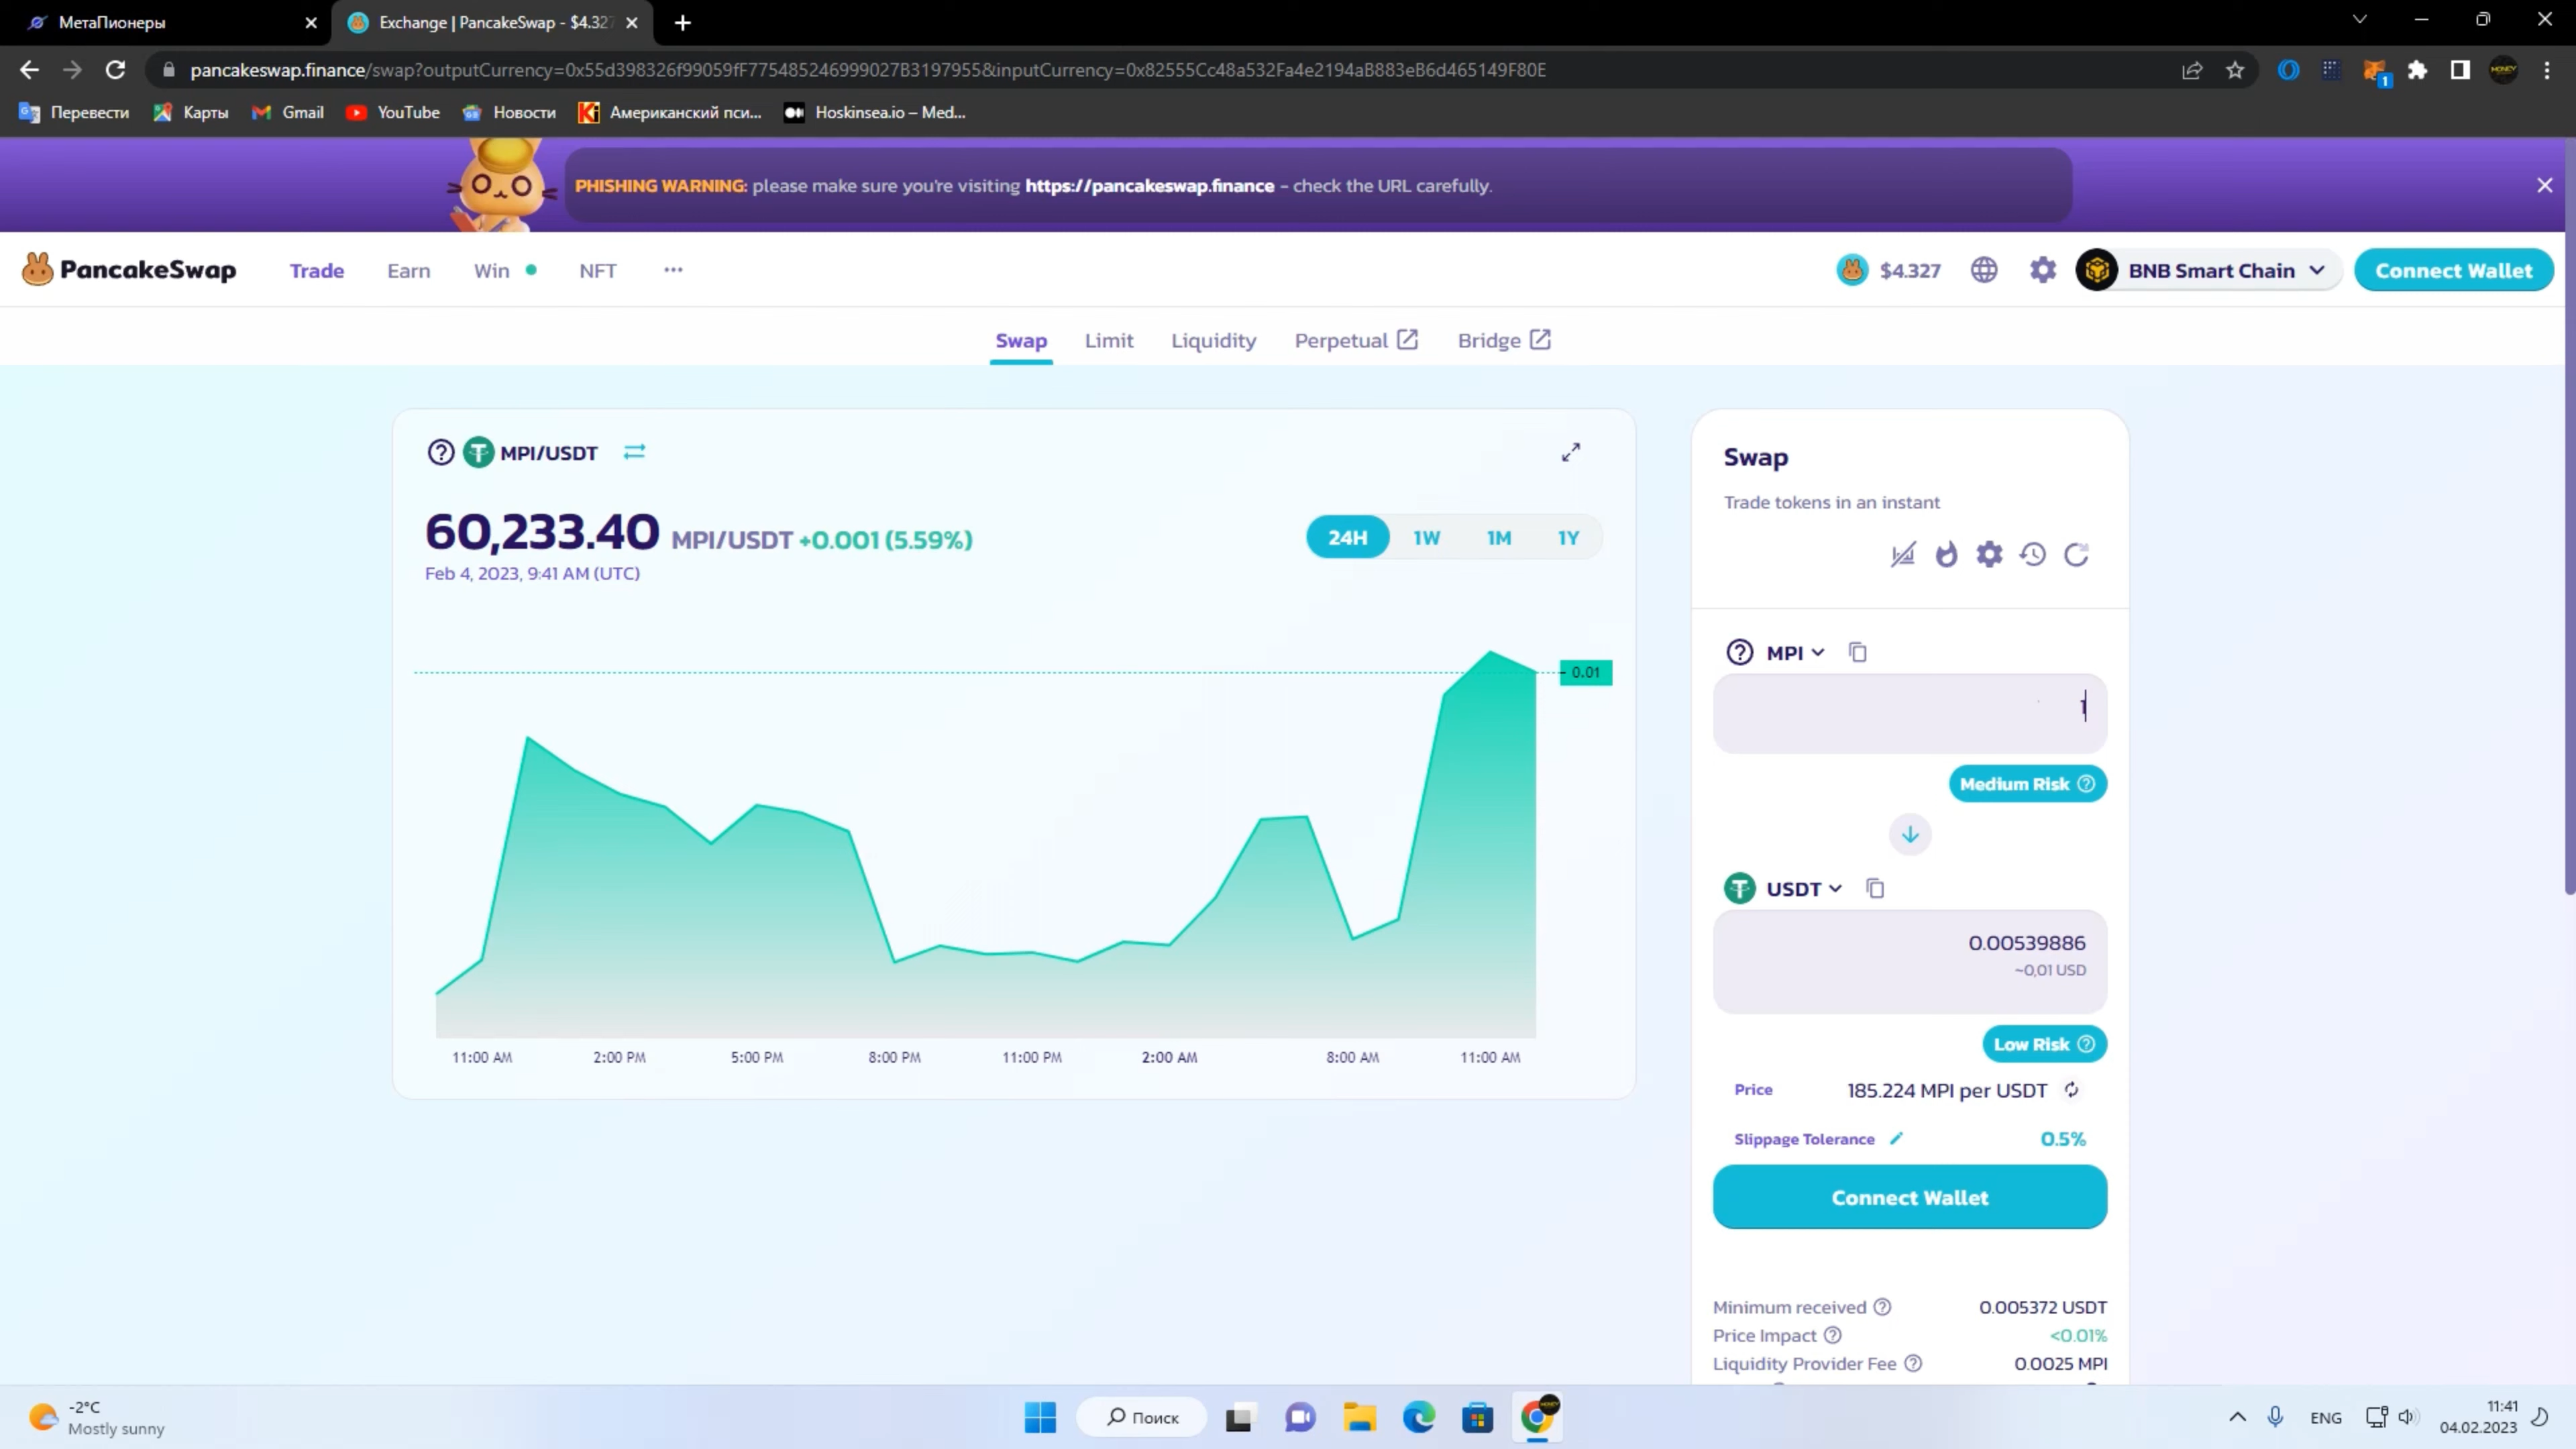 МетаПионеры
Exchange | PancakeSwap - $4.327
pancakeswap.finance/swap?outputCurrency=0x55d398326f99059fF775485246999027B3197955&inputCurrency=0x82555Cc48a532Fa4e2194aB883eB6d465149F80E
1
Перевести Карты Gmail YouTube Новости Американский пси... Hoskinsea.io – Med...
PHISHING WARNING: please make sure you're visiting https://pancakeswap.finance - check the URL carefully.
PancakeSwap Trade Earn Win NFT ... $4.327 BNB Smart Chain Connect Wallet
Swap Limit Liquidity Perpetual Bridge
MPI/USDT
60,233.40 MPI/USDT +0.001 (5.59%)
Feb 4, 2023, 9:41 AM (UTC)
24H 1W 1M 1Y
0.01
11:00 AM 2:00 PM 5:00 PM 8:00 PM 11:00 PM 2:00 AM 8:00 AM 11:00 AM
Swap
Trade tokens in an instant
MPI
1
Medium Risk
USDT
0.00539886
~0,01 USD
Low Risk
Price 185.224 MPI per USDT
Slippage Tolerance 0.5%
Connect Wallet
Minimum received 0.005372 USDT
Price Impact <0.01%
Liquidity Provider Fee 0.0025 MPI
-2°C
Mostly sunny
Поиск
ENG
11:41
04.02.2023